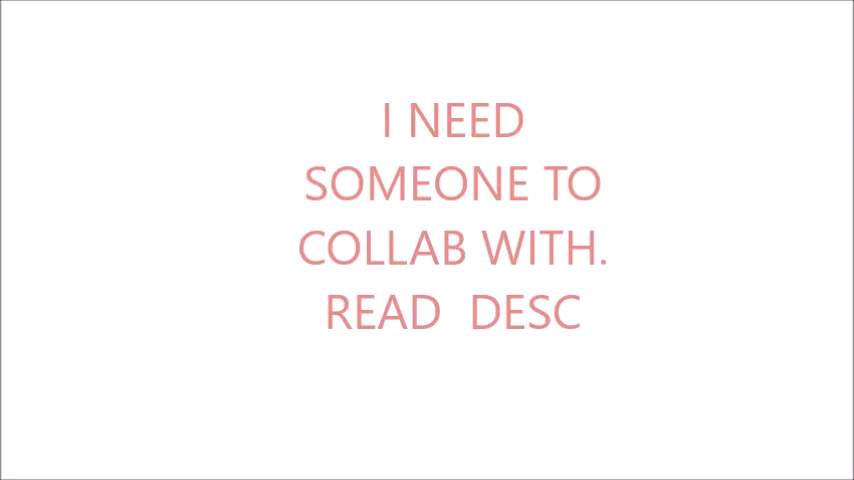 I NEED
SOMEONE TO
COLLAB WITH.
READ  DESC